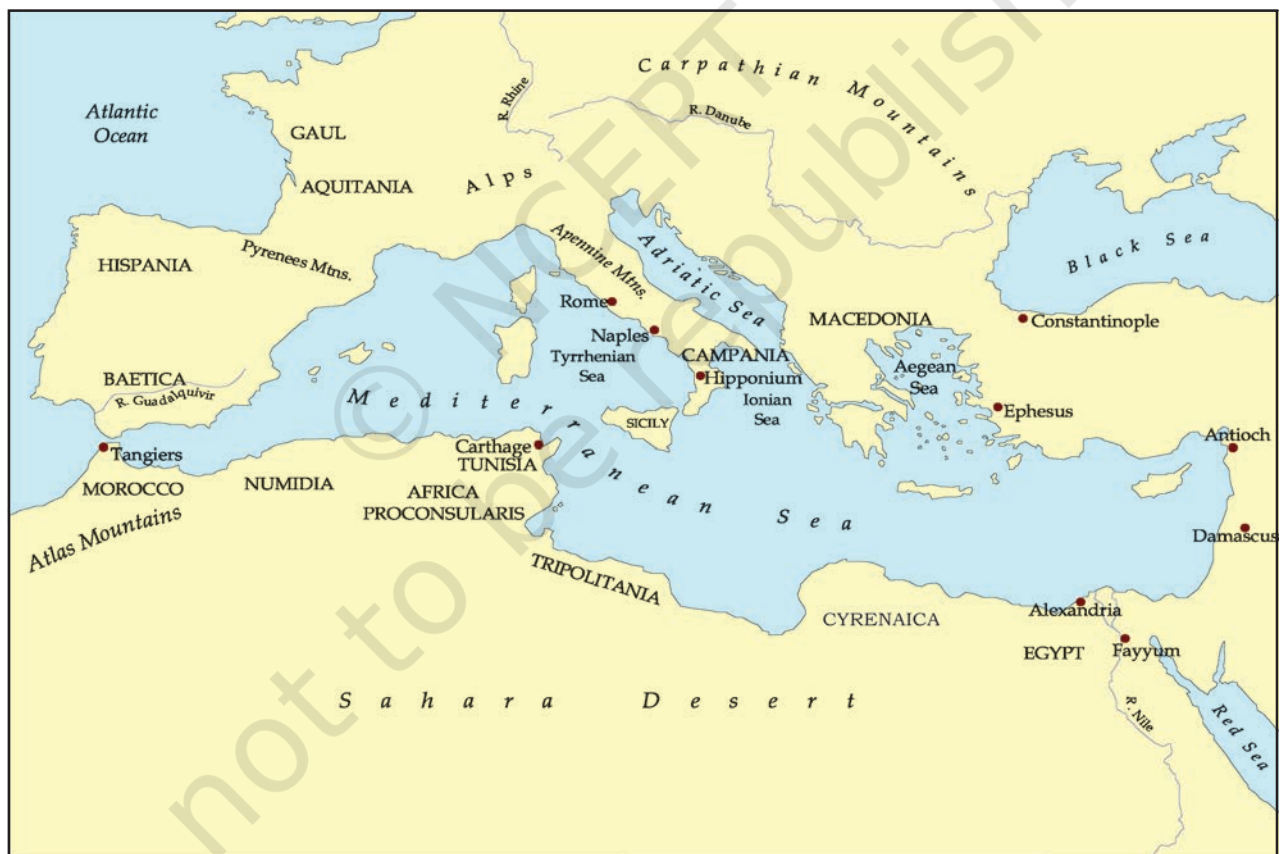 Carpathian Mountains
R. Rhine
R. Danube
Atlantic
Ocean
GAUL
Alps
AQUITANIA
Black Sea
Pyrenees Mtns.
Apennine Mtns.
Adriatic Sea
HISPANIA
Rome
MACEDONIA
Constantinople
Naples
Tyrrhenian
Sea
CAMPANIA
Hipponium
Ionian
Sea
Aegean
Sea
BAETICA
R. Guadalquivir
Mediterranean Sea
Ephesus
SICILY
Antioch
Tangiers
Carthage
TUNISIA
MOROCCO
NUMIDIA
AFRICA
PROCONSULARIS
Atlas Mountains
Damascus
TRIPOLITANIA
CYRENAICA
Alexandria
EGYPT
Fayyum
Sahara Desert
R. Nile
Red Sea
© NCERT
not to be republish